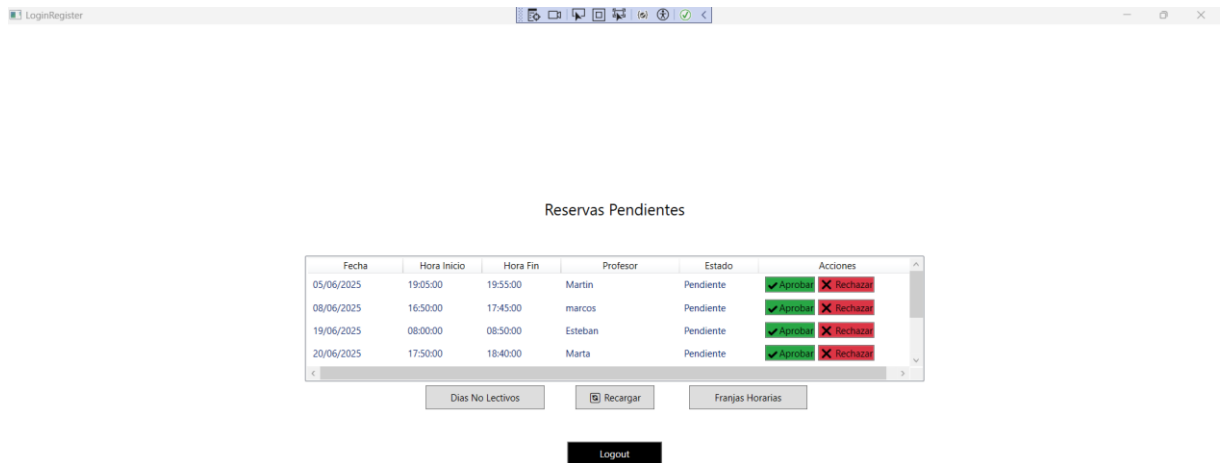 LoginRegister
Reservas Pendientes
Fecha Hora Inicio Hora Fin Profesor Estado Acciones
05/06/2025 19:05:00 19:55:00 Martin Pendiente Aprobar Rechazar
08/06/2025 16:50:00 17:45:00 marcos Pendiente Aprobar Rechazar
19/06/2025 08:00:00 08:50:00 Esteban Pendiente Aprobar Rechazar
20/06/2025 17:50:00 18:40:00 Marta Pendiente Aprobar Rechazar
Dias No Lectivos Recargar Franjas Horarias
Logout